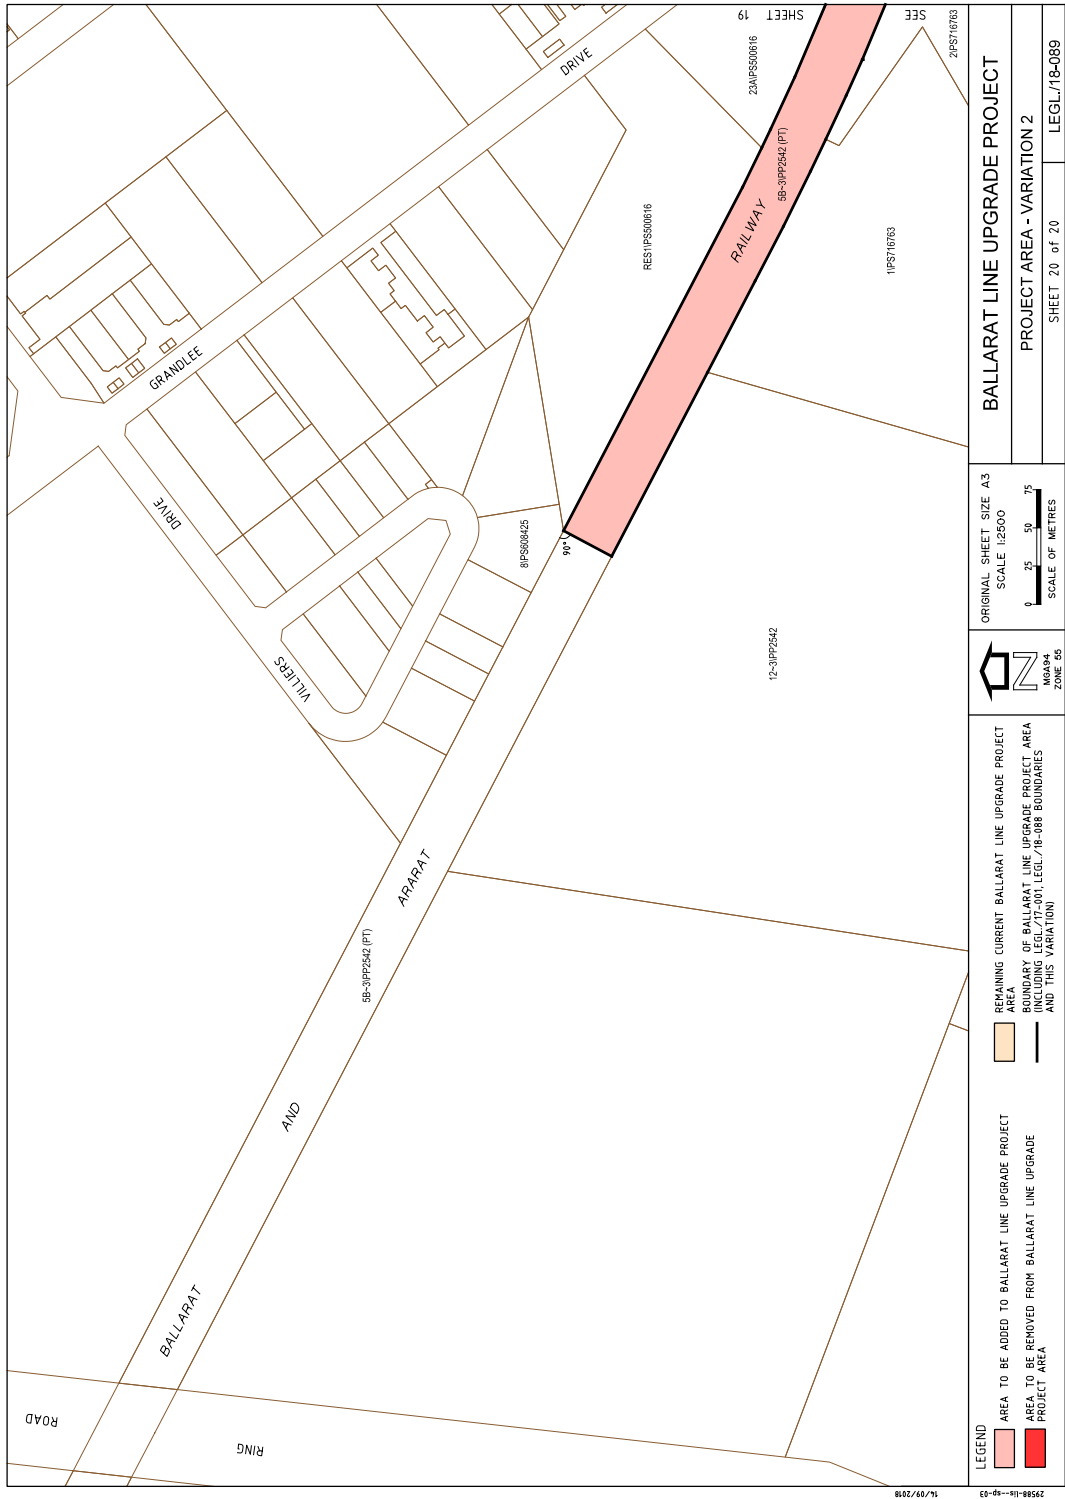 SEE
SHEET 19
DRIVE
23A\PS500616
2\PS716763
5B~3\PP2542 (PT)
RES1\PS500616
RAILWAY
1\PS716763
GRANDLEE
DRIVE
8\PS608425
90°
12~3\PP2542
VILLIERS
ARARAT
5B~3\PP2542 (PT)
AND
BALLARAT
ROAD
RING
LEGEND
AREA TO BE ADDED TO BALLARAT LINE UPGRADE PROJECT
AREA TO BE REMOVED FROM BALLARAT LINE UPGRADE
PROJECT AREA
REMAINING CURRENT BALLARAT LINE UPGRADE PROJECT
AREA
BOUNDARY OF BALLARAT LINE UPGRADE PROJECT AREA
(INCLUDING LEGL./17-001, LEGL./18-088 BOUNDARIES
AND THIS VARIATION)
N
MGA94
ZONE 55
ORIGINAL SHEET SIZE A3
SCALE 1:2500
0 25 50 75
SCALE OF METRES
BALLARAT LINE UPGRADE PROJECT
PROJECT AREA - VARIATION 2
SHEET 20 of 20
LEGL./18-089
14/09/2018
29588-lis--sp-03